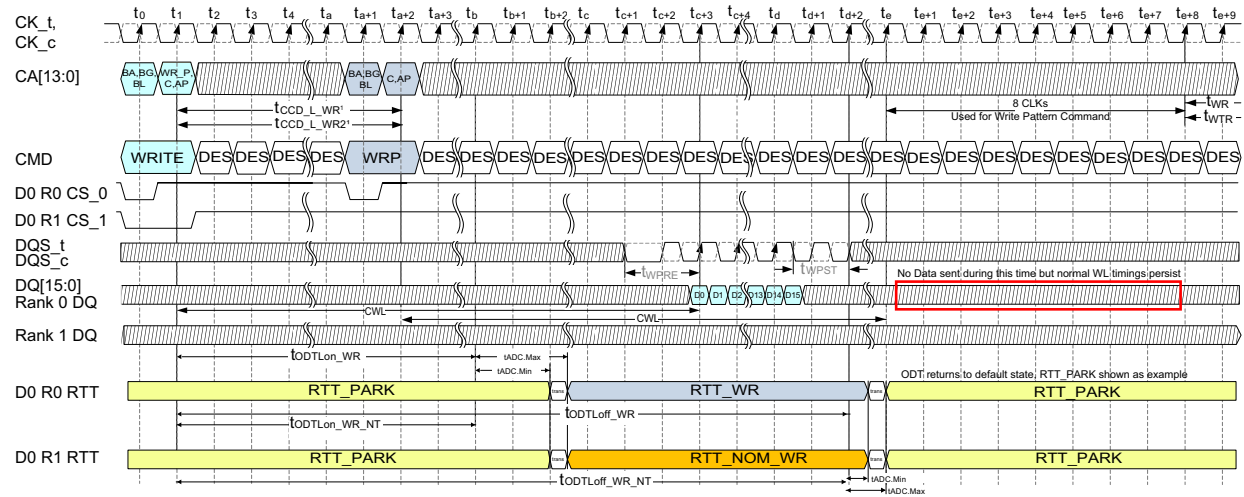 t0 t1 t2 t3 t4 ta ta+1 ta+2 ta+3 tb tb+1 tb+2 tc tc+1 tc+2 tc+3 tc+4 td td+1 td+2 te te+1 te+2 te+3 te+4 te+5 te+6 te+7 te+8 te+9
CK_t,
CK_c
CA[13:0]
BA,BG, BL
WR_P, C,AP
BA,BG BL
C,AP
tCCD_L_WR¹
tCCD_L_WR2¹
8 CLKs
Used for Write Pattern Command
tWR
tWTR
CMD
WRITE DES DES DES DES WRP DES DES DES DES DES DES DES DES DES DES DES DES DES DES DES DES DES DES DES DES DES DES
D0 R0 CS_0
D0 R1 CS_1
DQS_t
DQS_c
tWPRE
tWPST
No Data sent during this time but normal WL timings persist
DQ[15:0]
Rank 0 DQ
D0 D1 D2 D13 D14 D15
CWL
CWL
Rank 1 DQ
tODTLon_WR
tADC.Max
tADC.Min
ODT returns to default state, RTT_PARK shown as example
D0 R0 RTT
RTT_PARK trans RTT_WR trans RTT_PARK
tODTLoff_WR
tODTLon_WR_NT
D0 R1 RTT
RTT_PARK trans RTT_NOM_WR trans RTT_PARK
tODTLoff_WR_NT
tADC.Min
tADC.Max